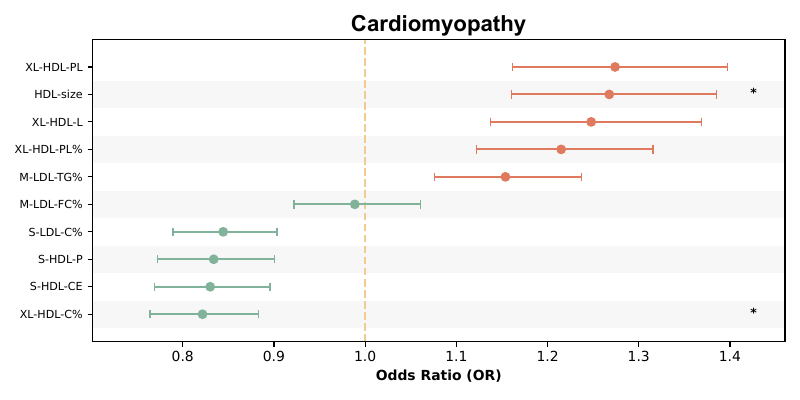 Cardiomyopathy
XL-HDL-PL
HDL-size *
XL-HDL-L
XL-HDL-PL%
M-LDL-TG%
M-LDL-FC%
S-LDL-C%
S-HDL-P
S-HDL-CE
XL-HDL-C% *
0.8 0.9 1.0 1.1 1.2 1.3 1.4
Odds Ratio (OR)